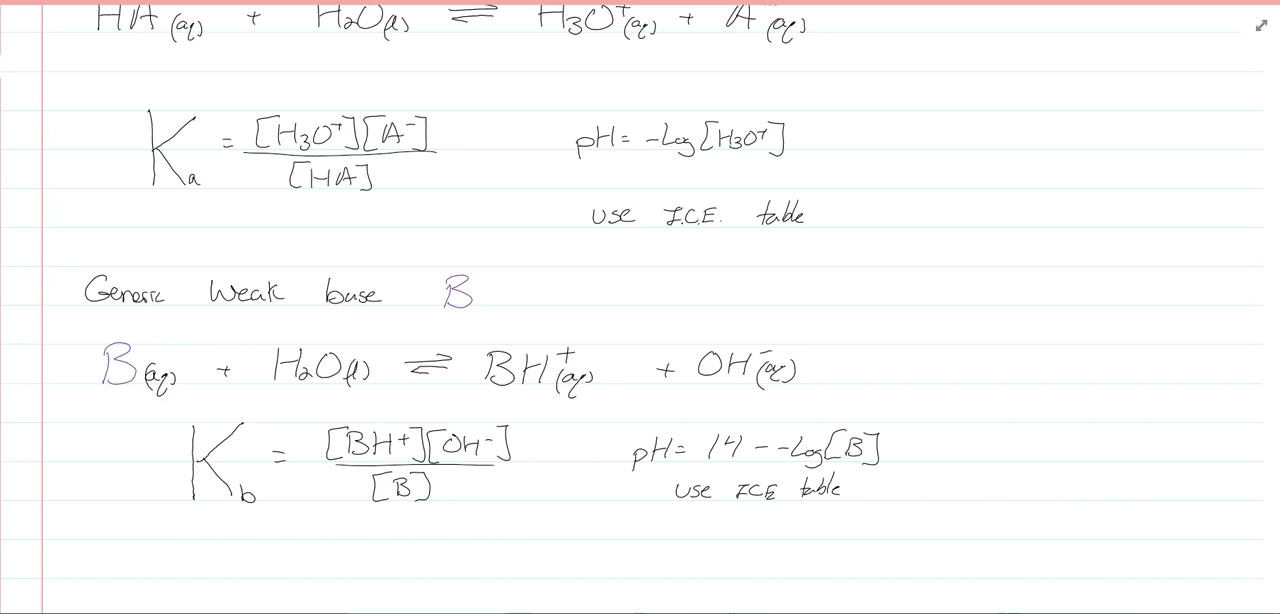 HA(aq) + H2O(l) ⇌ H3O+(aq) + A-(aq)
Ka = [H3O+][A-] / [HA]
pH = -Log[H3O+]
use I.C.E. table
Generic Weak base B
B(aq) + H2O(l) ⇌ BH+(aq) + OH-(aq)
Kb = [BH+][OH-] / [B]
pH = 14 - -Log[B]
use ICE table